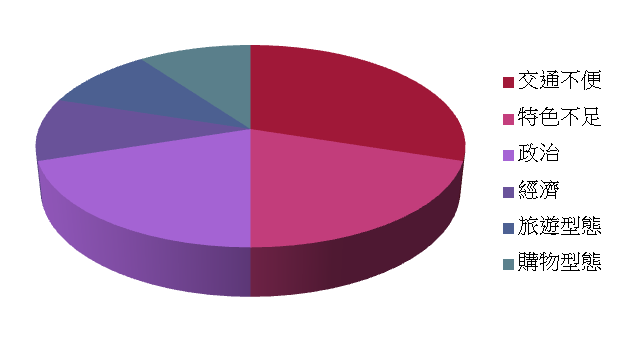 交通不便
特色不足
政治
經濟
旅遊型態
購物型態